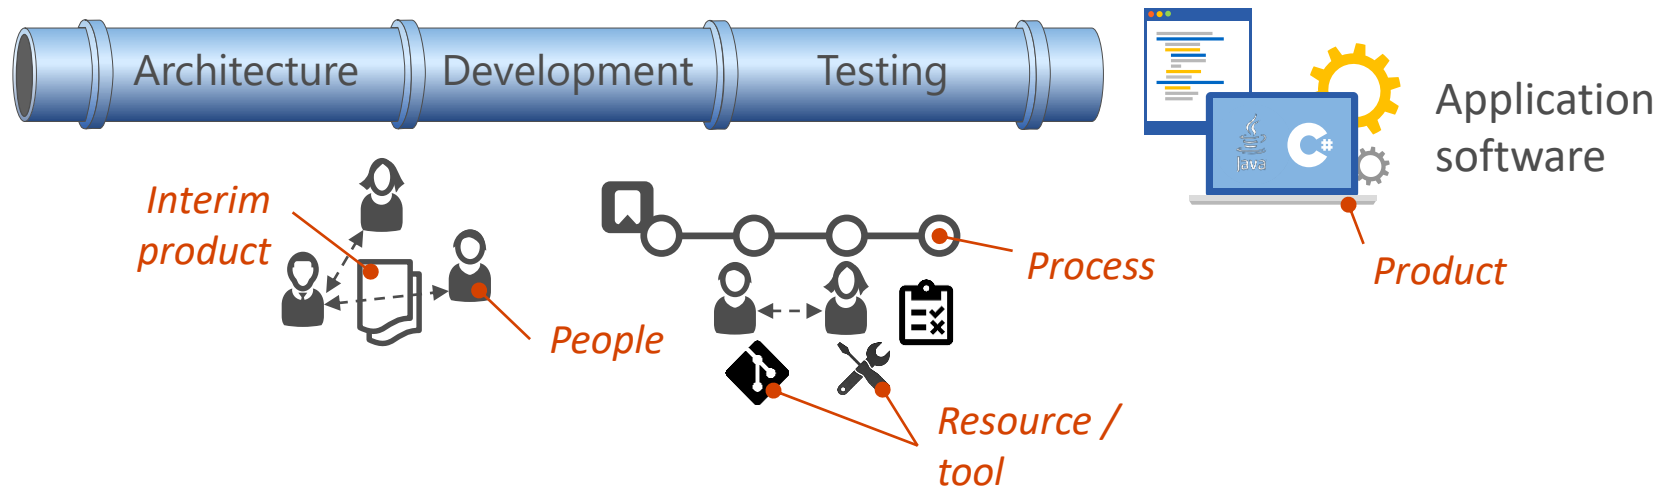 Architecture
Development
Testing
Application
software
Java
C#
Interim
product
People
Process
Product
Resource /
tool